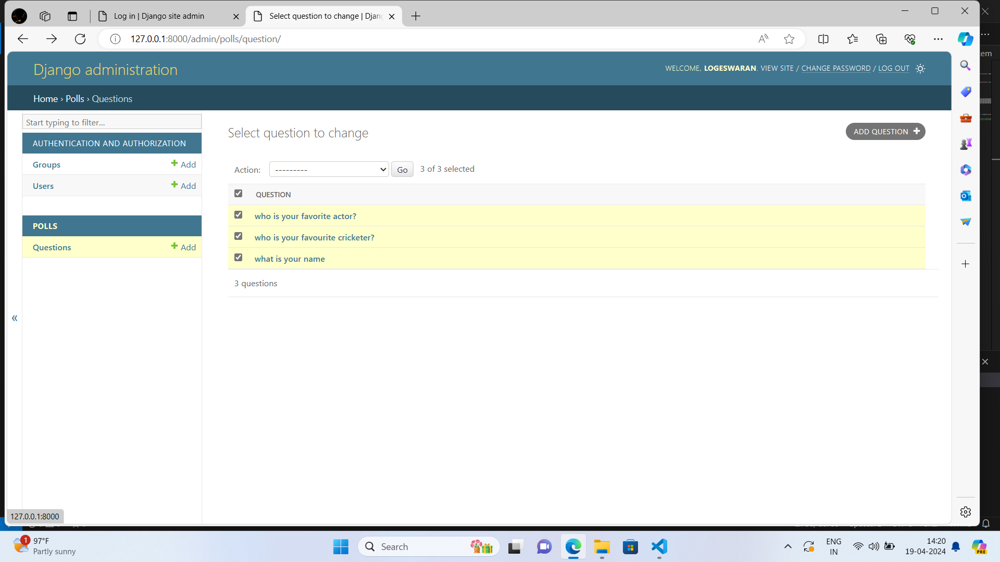 Log in | Django site admin
Select question to change | Djan
127.0.0.1:8000/admin/polls/question/
Django administration
WELCOME, LOGESWARAN. VIEW SITE / CHANGE PASSWORD / LOG OUT
Home › Polls › Questions
Start typing to filter...
AUTHENTICATION AND AUTHORIZATION
Groups
Add
Users
Add
POLLS
Questions
Add
Select question to change
ADD QUESTION
Action:
---------
Go
3 of 3 selected
QUESTION
who is your favorite actor?
who is your favourite cricketer?
what is your name
3 questions
«
127.0.0.1:8000
tem
1
97°F
Partly sunny
Search
ENG
IN
14:20
19-04-2024
PRE